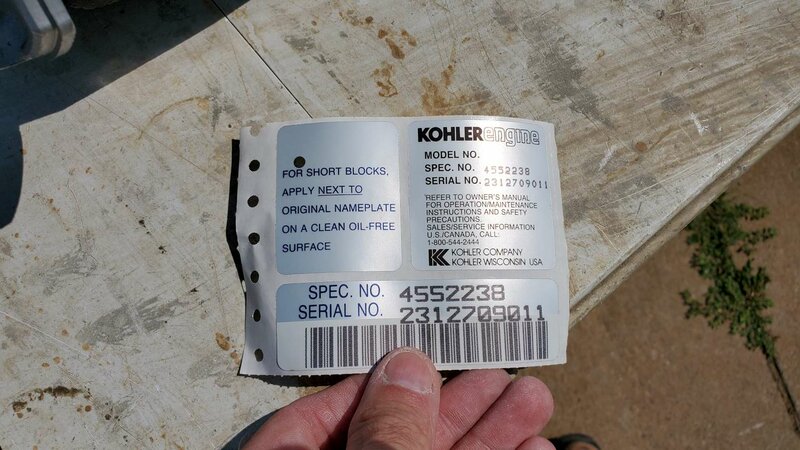 FOR SHORT BLOCKS,
APPLY NEXT TO
ORIGINAL NAMEPLATE
ON A CLEAN OIL-FREE
SURFACE
KOHLERengine
MODEL NO.
SPEC. NO. 4552238
SERIAL NO. 2312709011
REFER TO OWNER'S MANUAL
FOR OPERATION/MAINTENANCE
INSTRUCTIONS AND SAFETY
PRECAUTIONS.
SALES/SERVICE INFORMATION
U.S./CANADA, CALL:
1-800-544-2444
KOHLER COMPANY
KOHLER WISCONSIN USA
SPEC. NO. 4552238
SERIAL NO. 2312709011